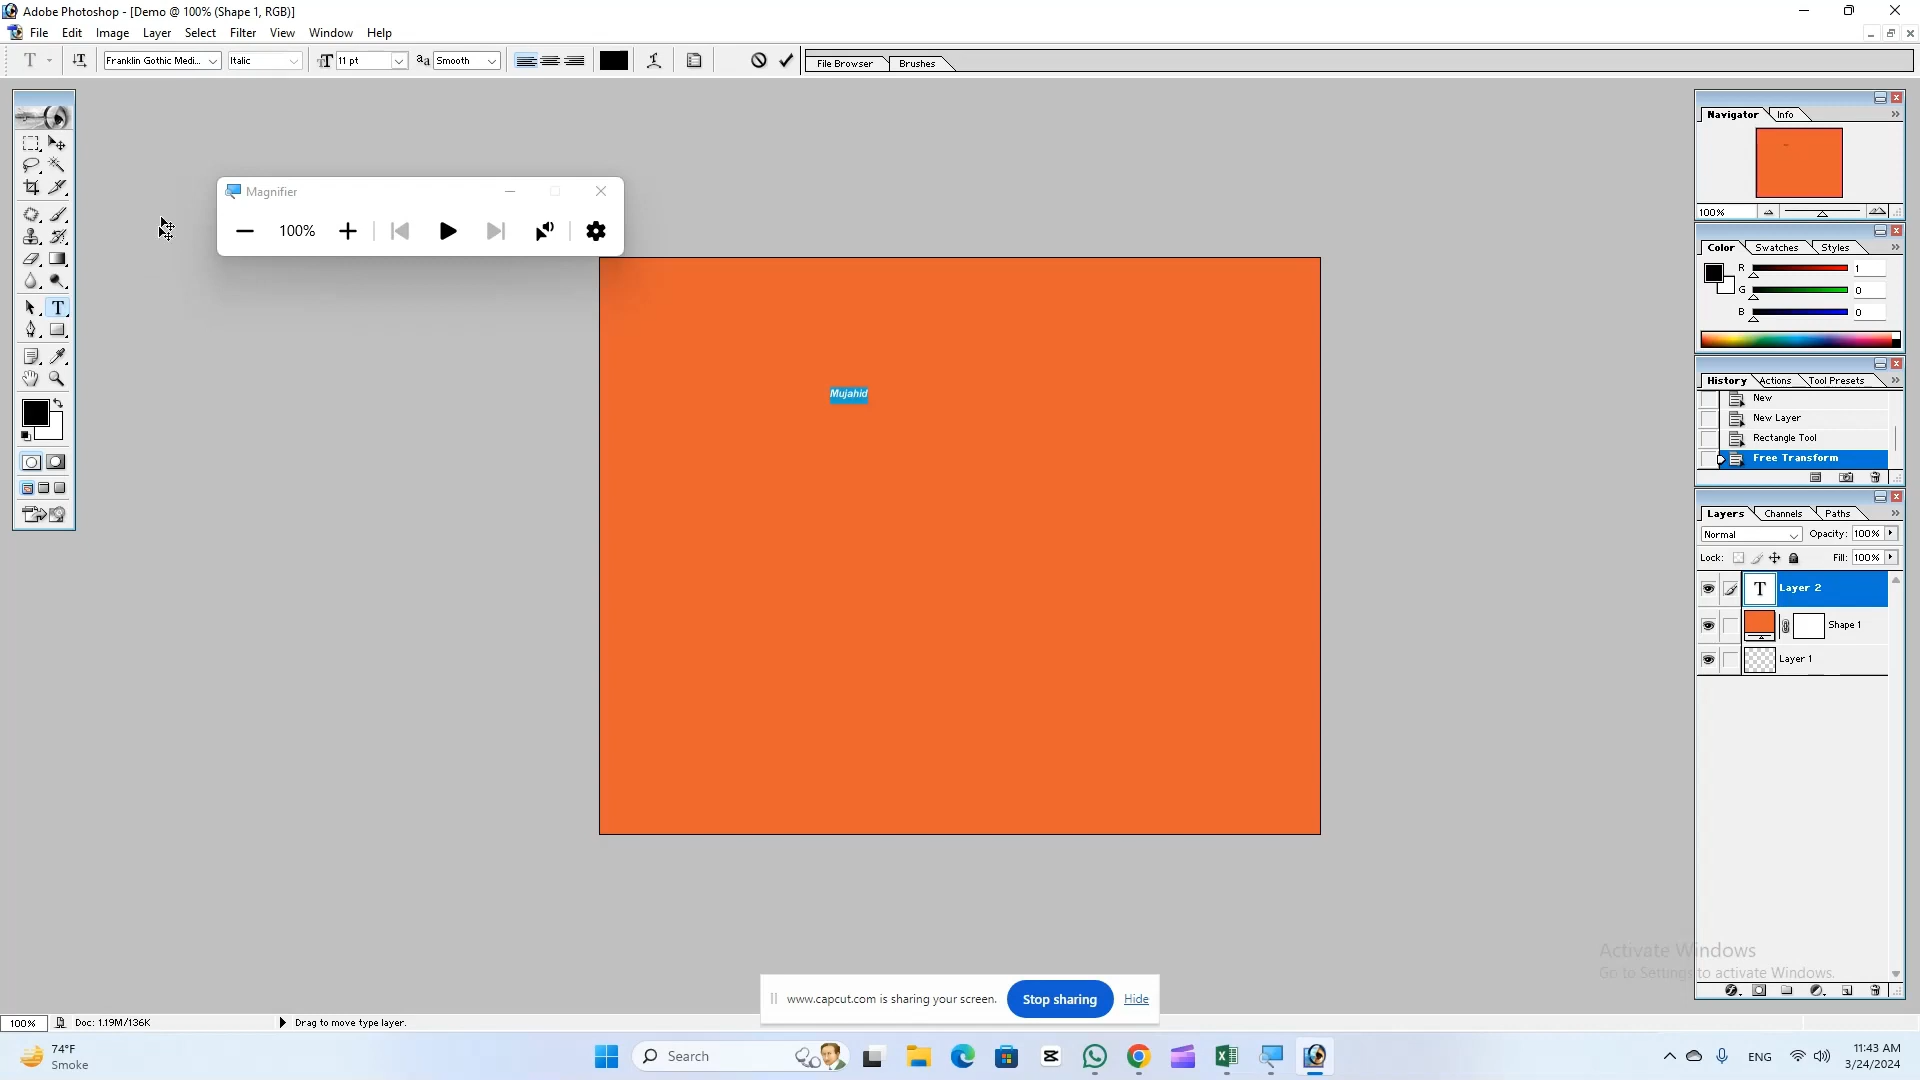 Adobe Photoshop - [Demo @ 100% (Shape 1, RGB)]
File Edit Image Layer Select Filter View Window Help
T Franklin Gothic Medi... Italic T 11 pt aa Smooth File Browser Brushes
Magnifier
100%
Mujahid
Navigator Info
100%
Color Swatches Styles
R 1
G 0
B 0
History Actions Tool Presets
New
New Layer
Rectangle Tool
Free Transform
Layers Channels Paths
Normal Opacity: 100%
Lock: Fill: 100%
T Layer 2
Shape 1
Layer 1
Activate Windows
Go to Settings to activate Windows.
www.capcut.com is sharing your screen. Stop sharing Hide
100% Doc: 1.19M/136K Drag to move type layer.
74°F
Smoke
Search
ENG
11:43 AM
3/24/2024